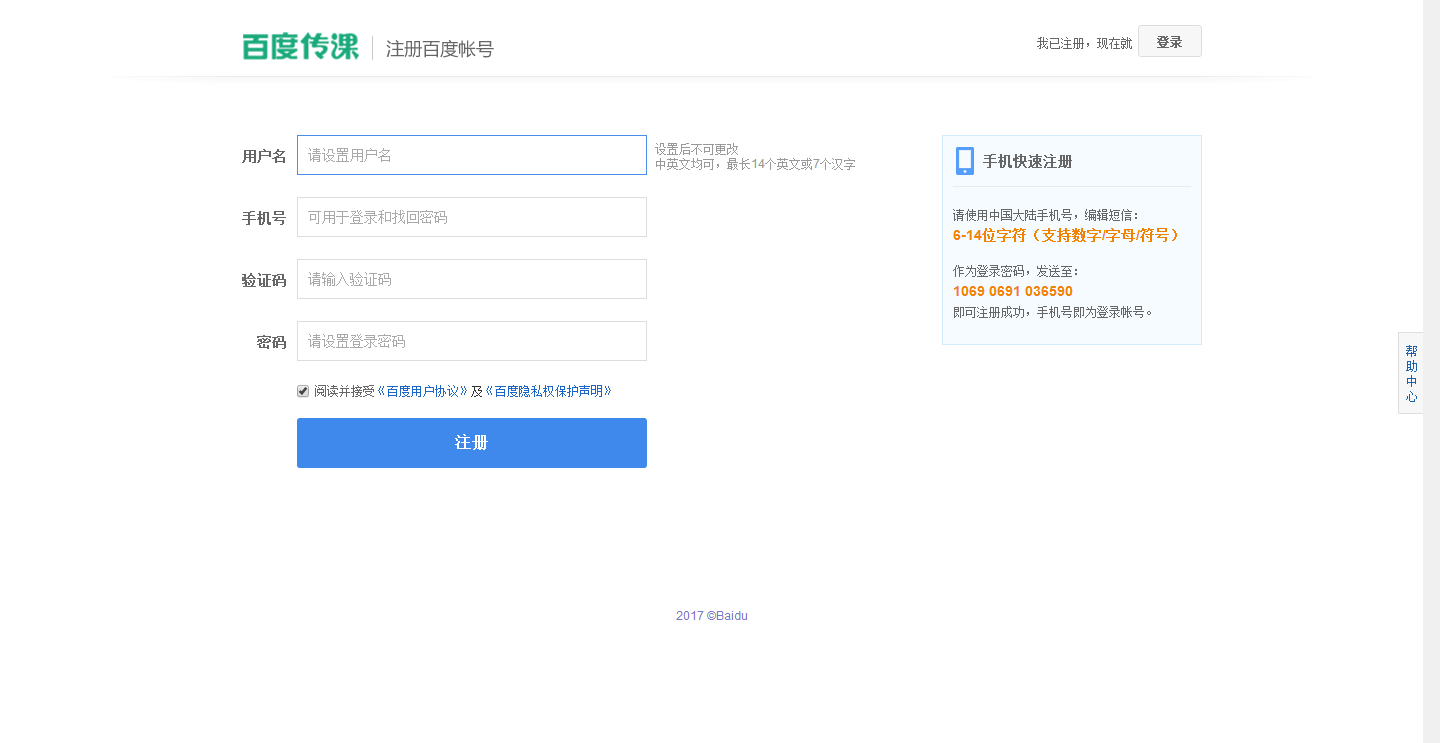 百度传课 注册百度帐号
我已注册，现在就 登录
用户名 请设置用户名
设置后不可更改
中英文均可，最长14个英文或7个汉字
手机号 可用于登录和找回密码
验证码 请输入验证码
密码 请设置登录密码
阅读并接受《百度用户协议》及《百度隐私权保护声明》
注册
手机快速注册
请使用中国大陆手机号，编辑短信：
6-14位字符（支持数字/字母/符号）
作为登录密码，发送至：
1069 0691 036590
即可注册成功，手机号即为登录帐号。
帮
助
中
心
2017 ©Baidu